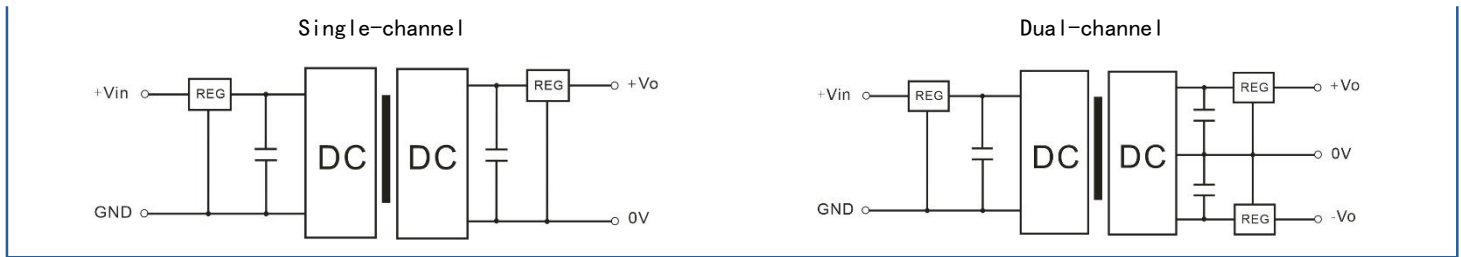 Single-channel
+Vin
REG
DC
DC
REG
+Vo
GND
0V
Dual-channel
+Vin
REG
DC
DC
REG
+Vo
0V
GND
REG
-Vo